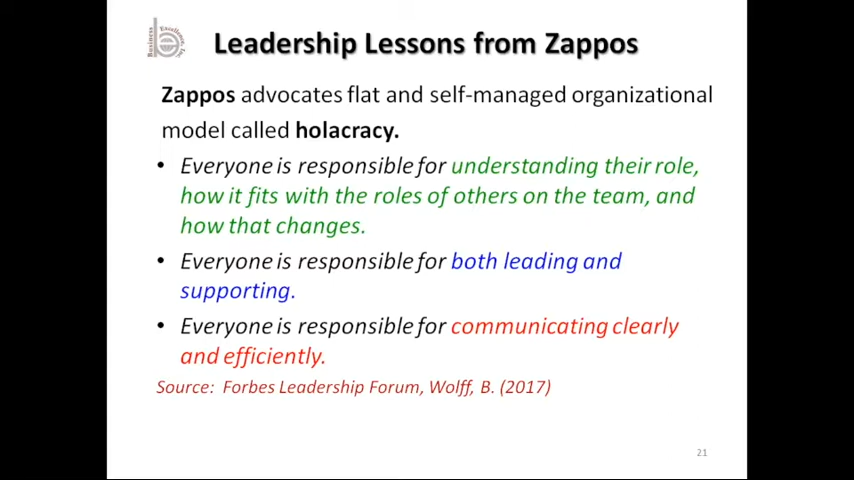 Business
Excellence, Inc.
Leadership Lessons from Zappos
Zappos advocates flat and self-managed organizational
model called holacracy.
• Everyone is responsible for understanding their role,
how it fits with the roles of others on the team, and
how that changes.
• Everyone is responsible for both leading and
supporting.
• Everyone is responsible for communicating clearly
and efficiently.
Source: Forbes Leadership Forum, Wolff, B. (2017)
21